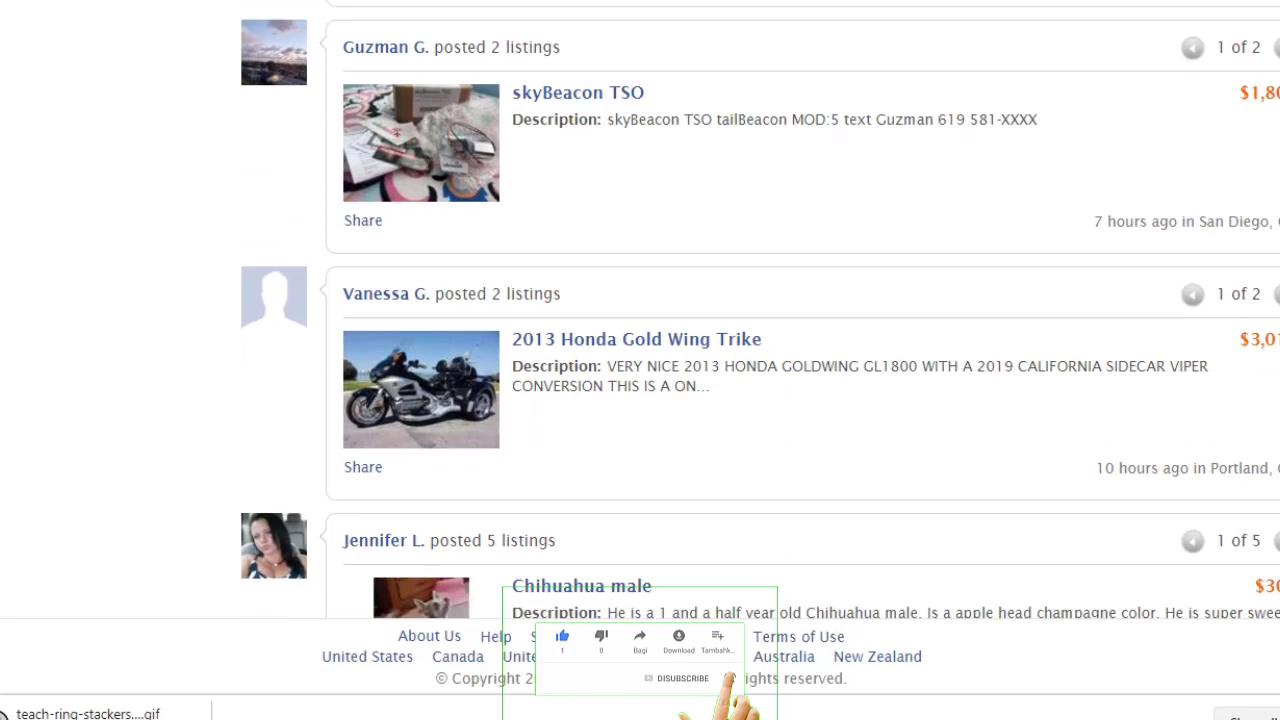 Guzman G. posted 2 listings
1 of 2
skyBeacon TSO
$1,80
Description: skyBeacon TSO tailBeacon MOD:5 text Guzman 619 581-XXXX
Share
7 hours ago in San Diego,
Vanessa G. posted 2 listings
1 of 2
2013 Honda Gold Wing Trike
$3,01
Description: VERY NICE 2013 HONDA GOLDWING GL1800 WITH A 2019 CALIFORNIA SIDECAR VIPER
CONVERSION THIS IS A ON...
Share
10 hours ago in Portland,
Jennifer L. posted 5 listings
1 of 5
Chihuahua male
$30
Description: He is a 1 and a half year old Chihuahua male. Is a apple head champagne color. He is super swee
About Us Help Terms of Use
United States Canada Australia New Zealand
© Copyright 2 ights reserved.
1 0 Bagi Download Tambahk...
DISUBSCRIBE
teach-ring-stackers....gif